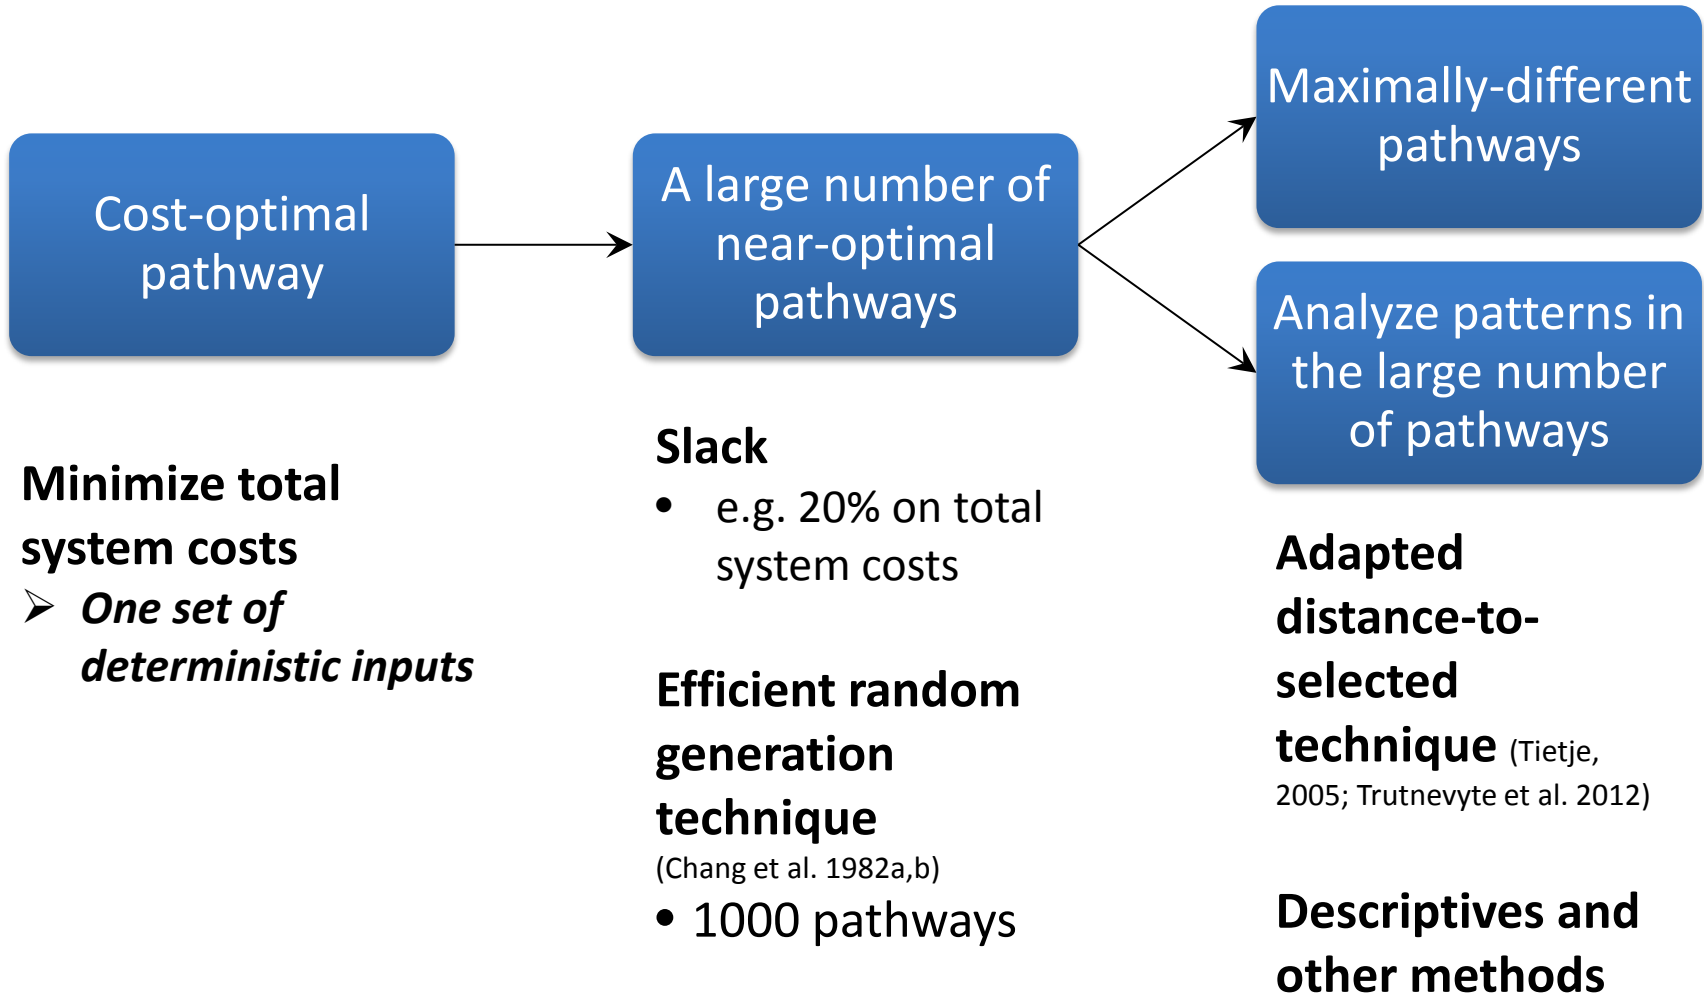 Cost-optimal
pathway
Minimize total
system costs
➢ One set of
deterministic inputs
A large number of
near-optimal
pathways
Slack
• e.g. 20% on total
system costs
Efficient random
generation
technique
(Chang et al. 1982a,b)
• 1000 pathways
Maximally-different
pathways
Analyze patterns in
the large number
of pathways
Adapted
distance-to-
selected
technique (Tietje,
2005; Trutnevyte et al. 2012)
Descriptives and
other methods